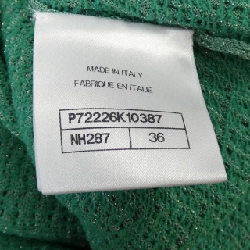 MADE IN ITALY
FABRIQUE EN ITALIE
P72226K10387
NH287 36